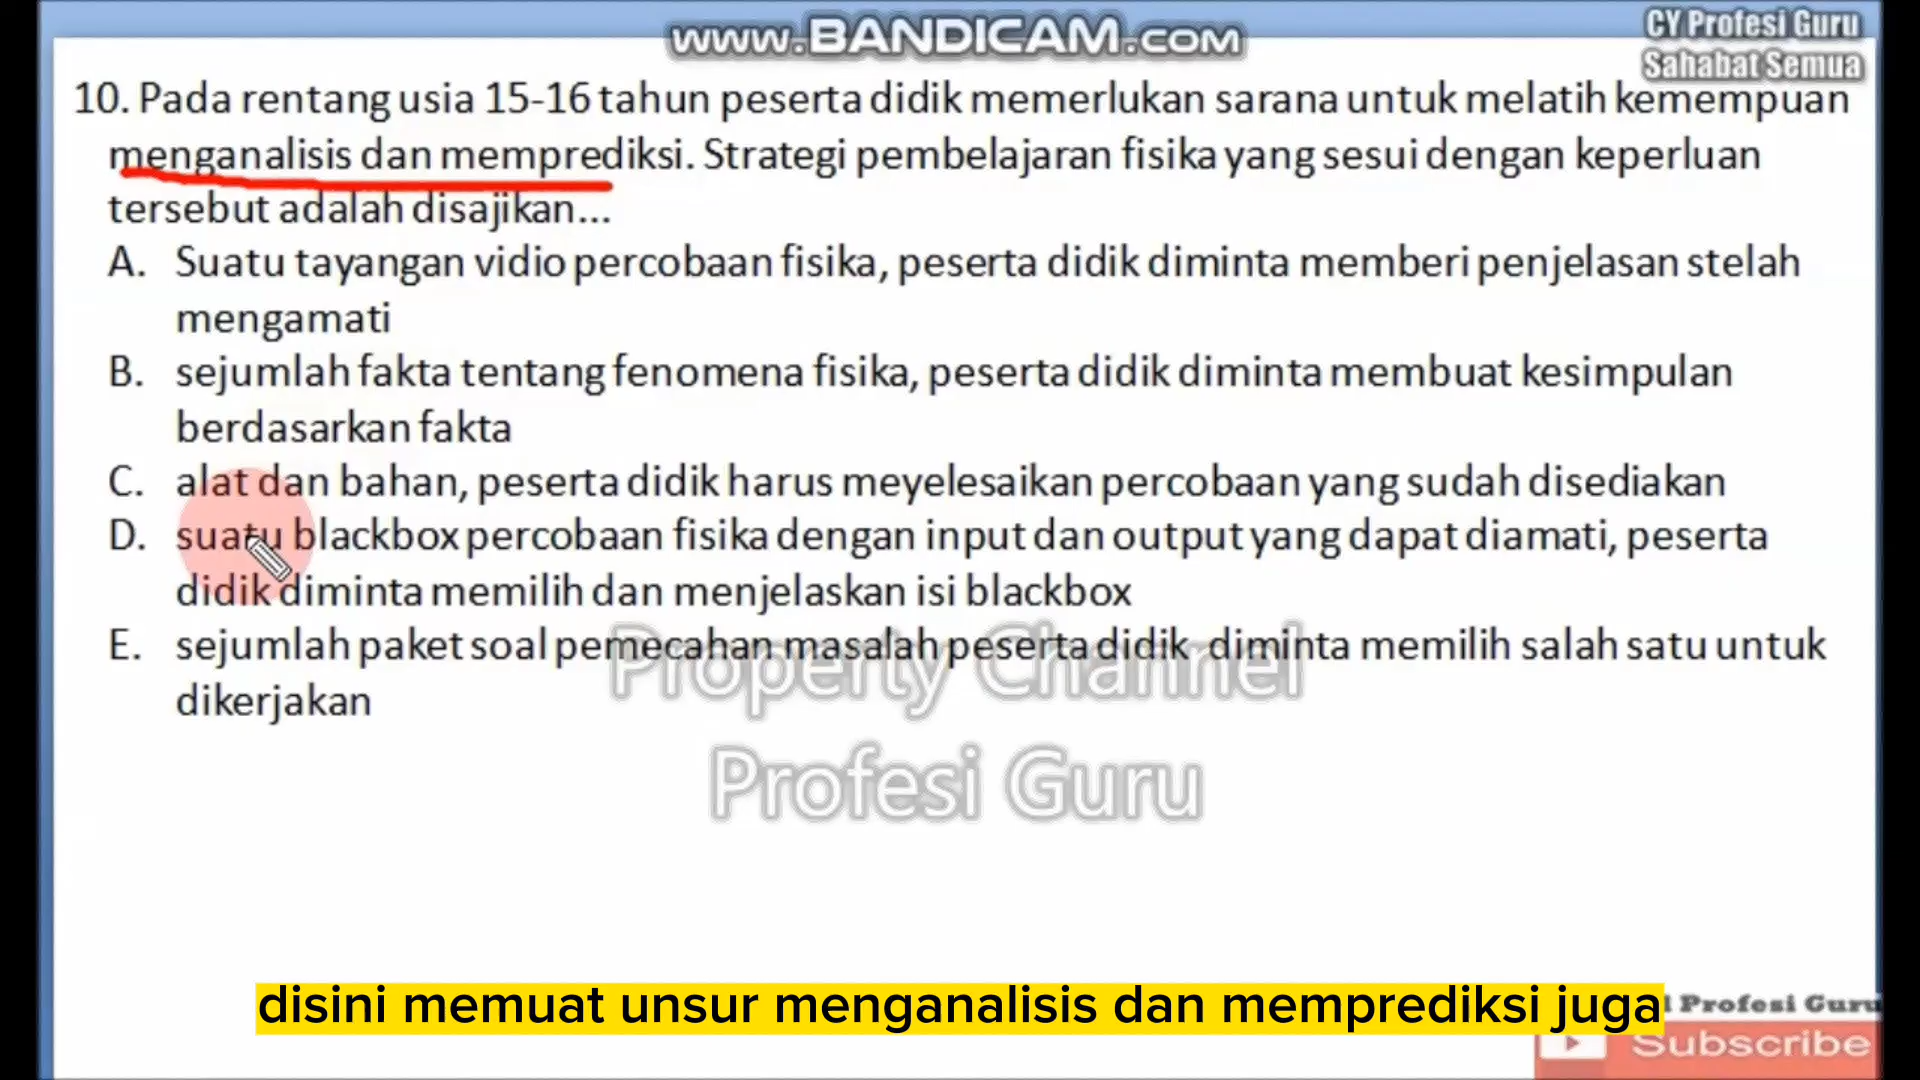 www.BANDICAM.com
CY Profesi Guru
Sahabat Semua
10. Pada rentang usia 15-16 tahun peserta didik memerlukan sarana untuk melatih kemempuan
menganalisis dan memprediksi. Strategi pembelajaran fisika yang sesui dengan keperluan
tersebut adalah disajikan...
A. Suatu tayangan vidio percobaan fisika, peserta didik diminta memberi penjelasan stelah
mengamati
B. sejumlah fakta tentang fenomena fisika, peserta didik diminta membuat kesimpulan
berdasarkan fakta
C. alat dan bahan, peserta didik harus meyelesaikan percobaan yang sudah disediakan
D. suatu blackbox percobaan fisika dengan input dan output yang dapat diamati, peserta
didik diminta memilih dan menjelaskan isi blackbox
E. sejumlah paket soal pemecahan masalah peserta didik diminta memilih salah satu untuk
dikerjakan
Property Channel
Profesi Guru
disini memuat unsur menganalisis dan memprediksi juga
Profesi Guru
Subscribe